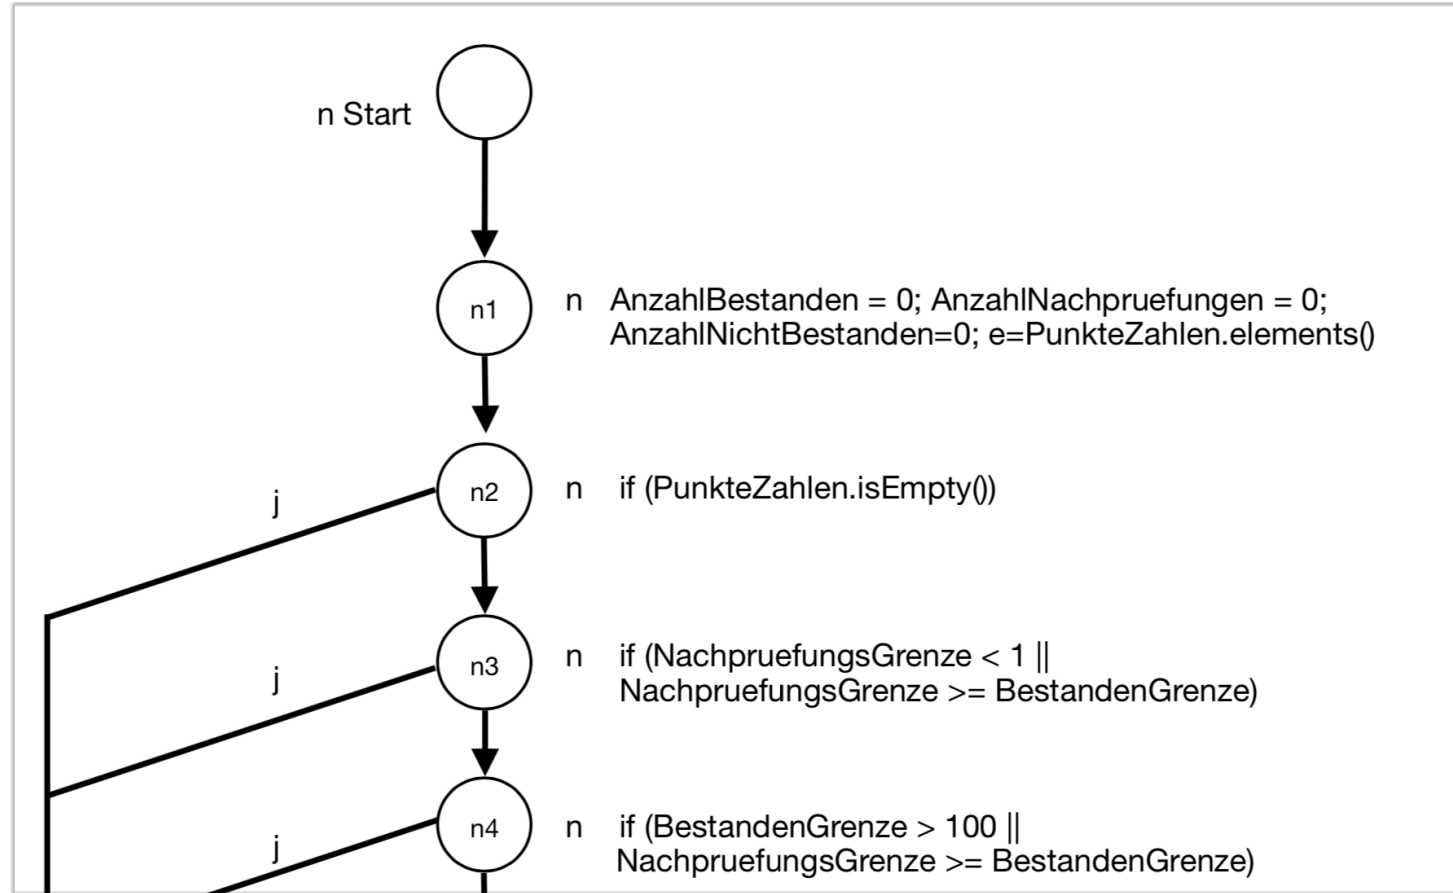 n Start
n1
n AnzahlBestanden = 0; AnzahlNachpruefungen = 0;
AnzahlNichtBestanden=0; e=PunkteZahlen.elements()
j
n2
n if (PunkteZahlen.isEmpty())
j
n3
n if (NachpruefungsGrenze < 1 ||
NachpruefungsGrenze >= BestandenGrenze)
j
n4
n if (BestandenGrenze > 100 ||
NachpruefungsGrenze >= BestandenGrenze)